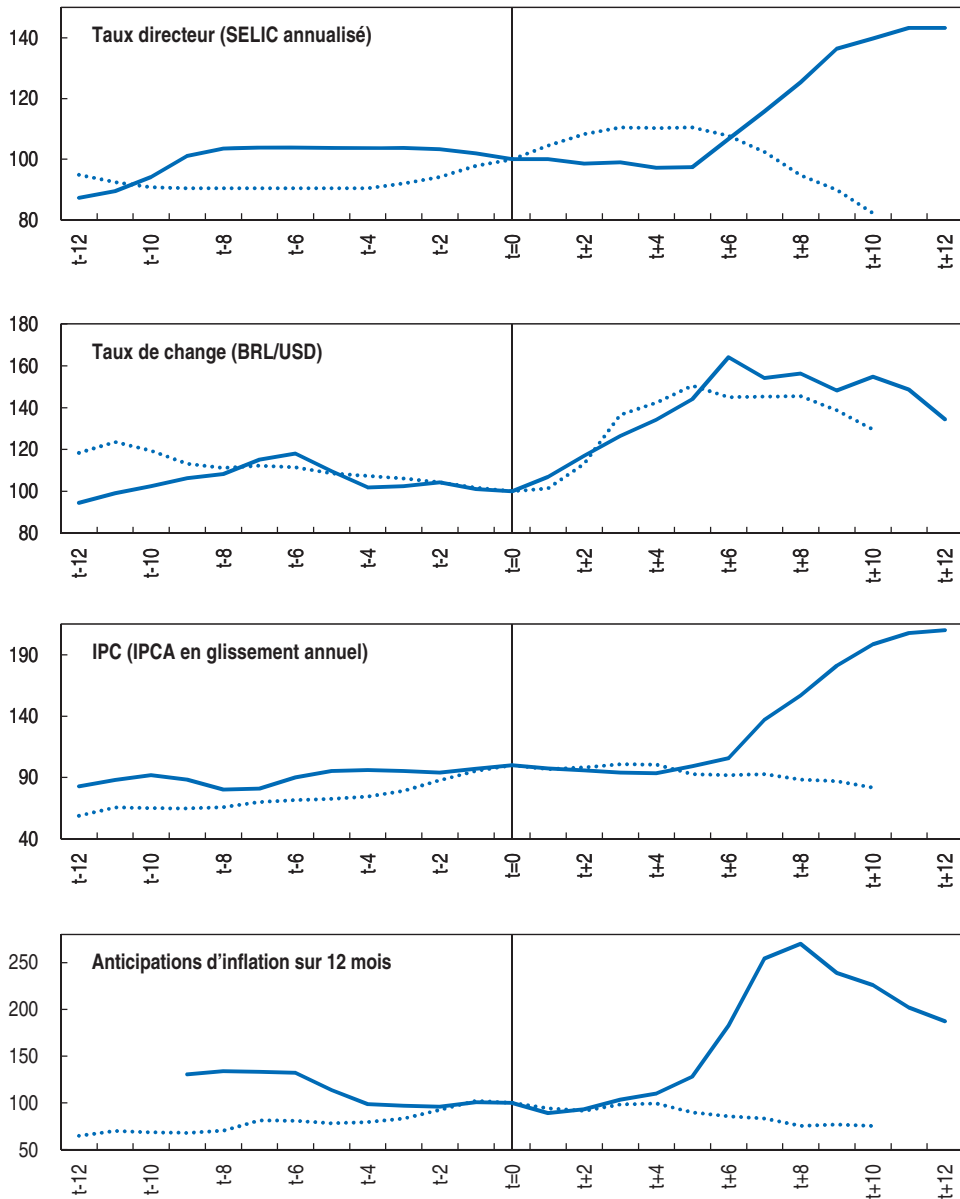 Taux directeur (SELIC annualisé)
140
120
100
80
t-12 t-10 t-8 t-6 t-4 t-2 t=0 t+2 t+4 t+6 t+8 t+10 t+12
Taux de change (BRL/USD)
180
160
140
120
100
80
t-12 t-10 t-8 t-6 t-4 t-2 t=0 t+2 t+4 t+6 t+8 t+10 t+12
IPC (IPCA en glissement annuel)
190
140
90
40
t-12 t-10 t-8 t-6 t-4 t-2 t=0 t+2 t+4 t+6 t+8 t+10 t+12
Anticipations d'inflation sur 12 mois
250
200
150
100
50
t-12 t-10 t-8 t-6 t-4 t-2 t=0 t+2 t+4 t+6 t+8 t+10 t+12